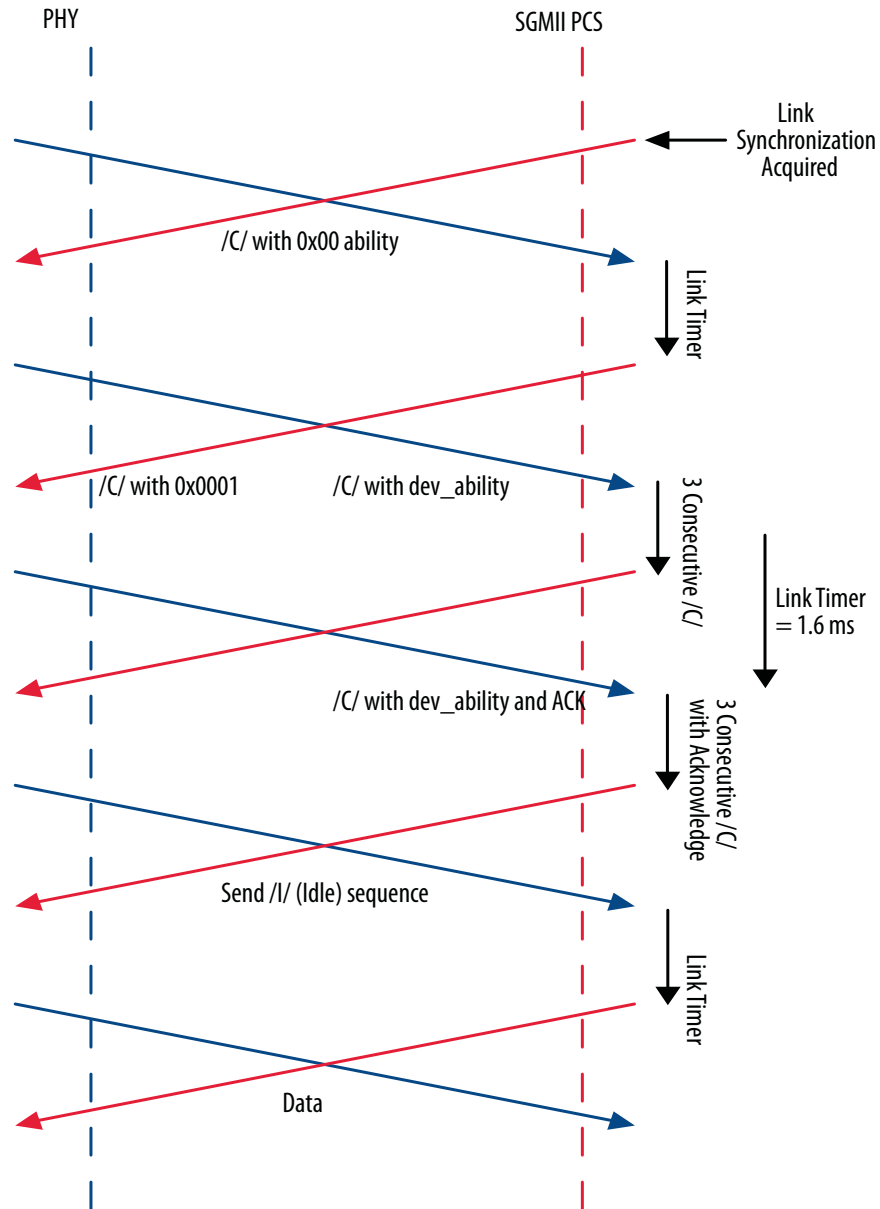 PHY
SGMII PCS
Link
Synchronization
Acquired
/C/ with 0x00 ability
Link Timer
/C/ with 0x0001
/C/ with dev_ability
3 Consecutive /C/
Link Timer
= 1.6 ms
/C/ with dev_ability and ACK
3 Consecutive /C/
with Acknowledge
Send /I/ (Idle) sequence
Link Timer
Data